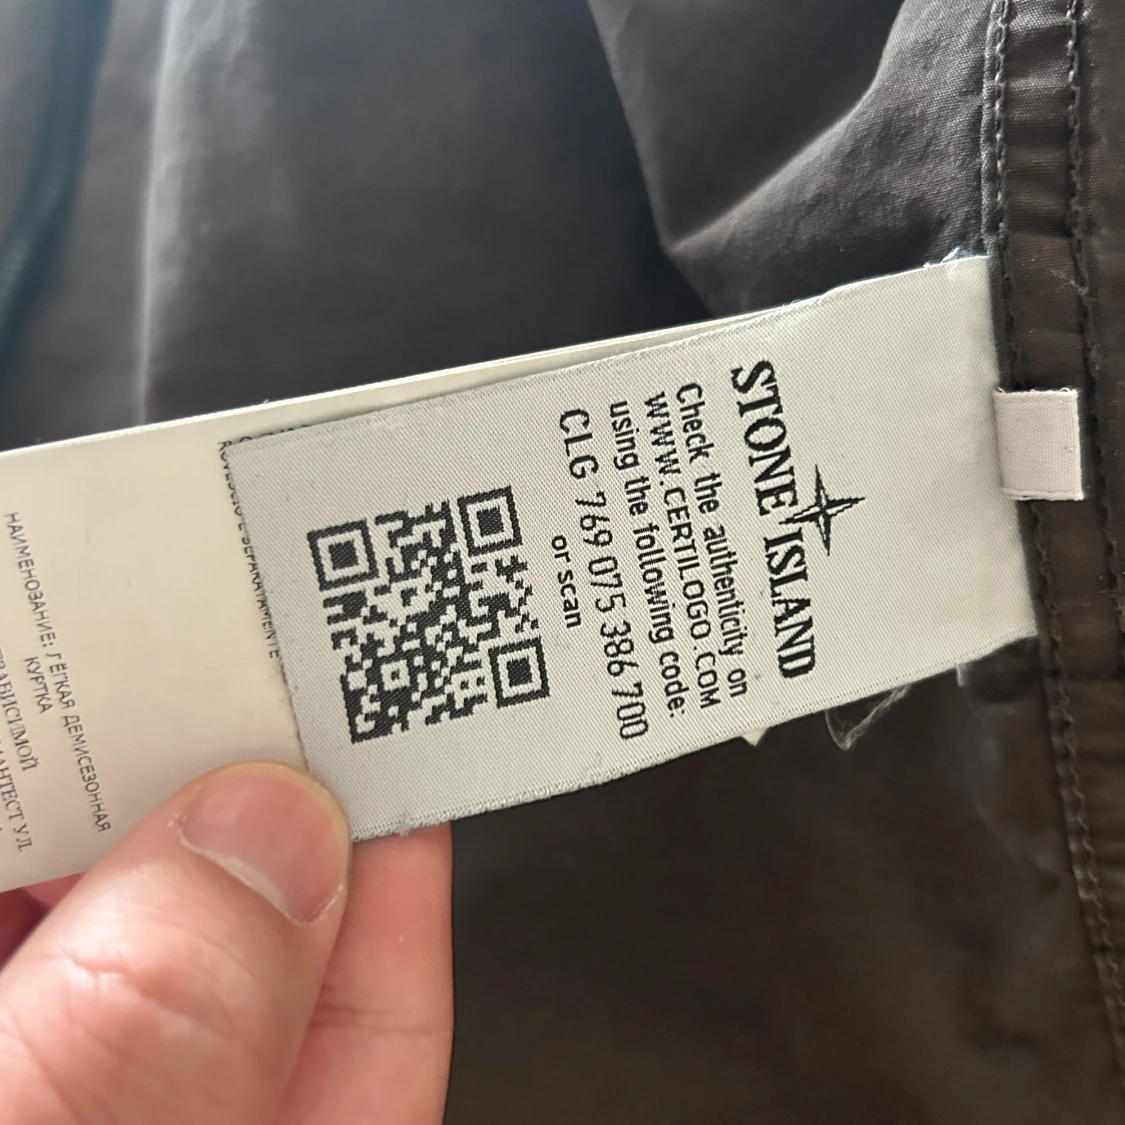 STONE ISLAND
Check the authenticity on
WWW.CERTILOGO.COM
using the following code:
CLG 769 075 386 700
or scan
НАИМЕНОВАНИЕ: ЛЁГКАЯ ДЕМИСЕЗОННАЯ
КУРТКА